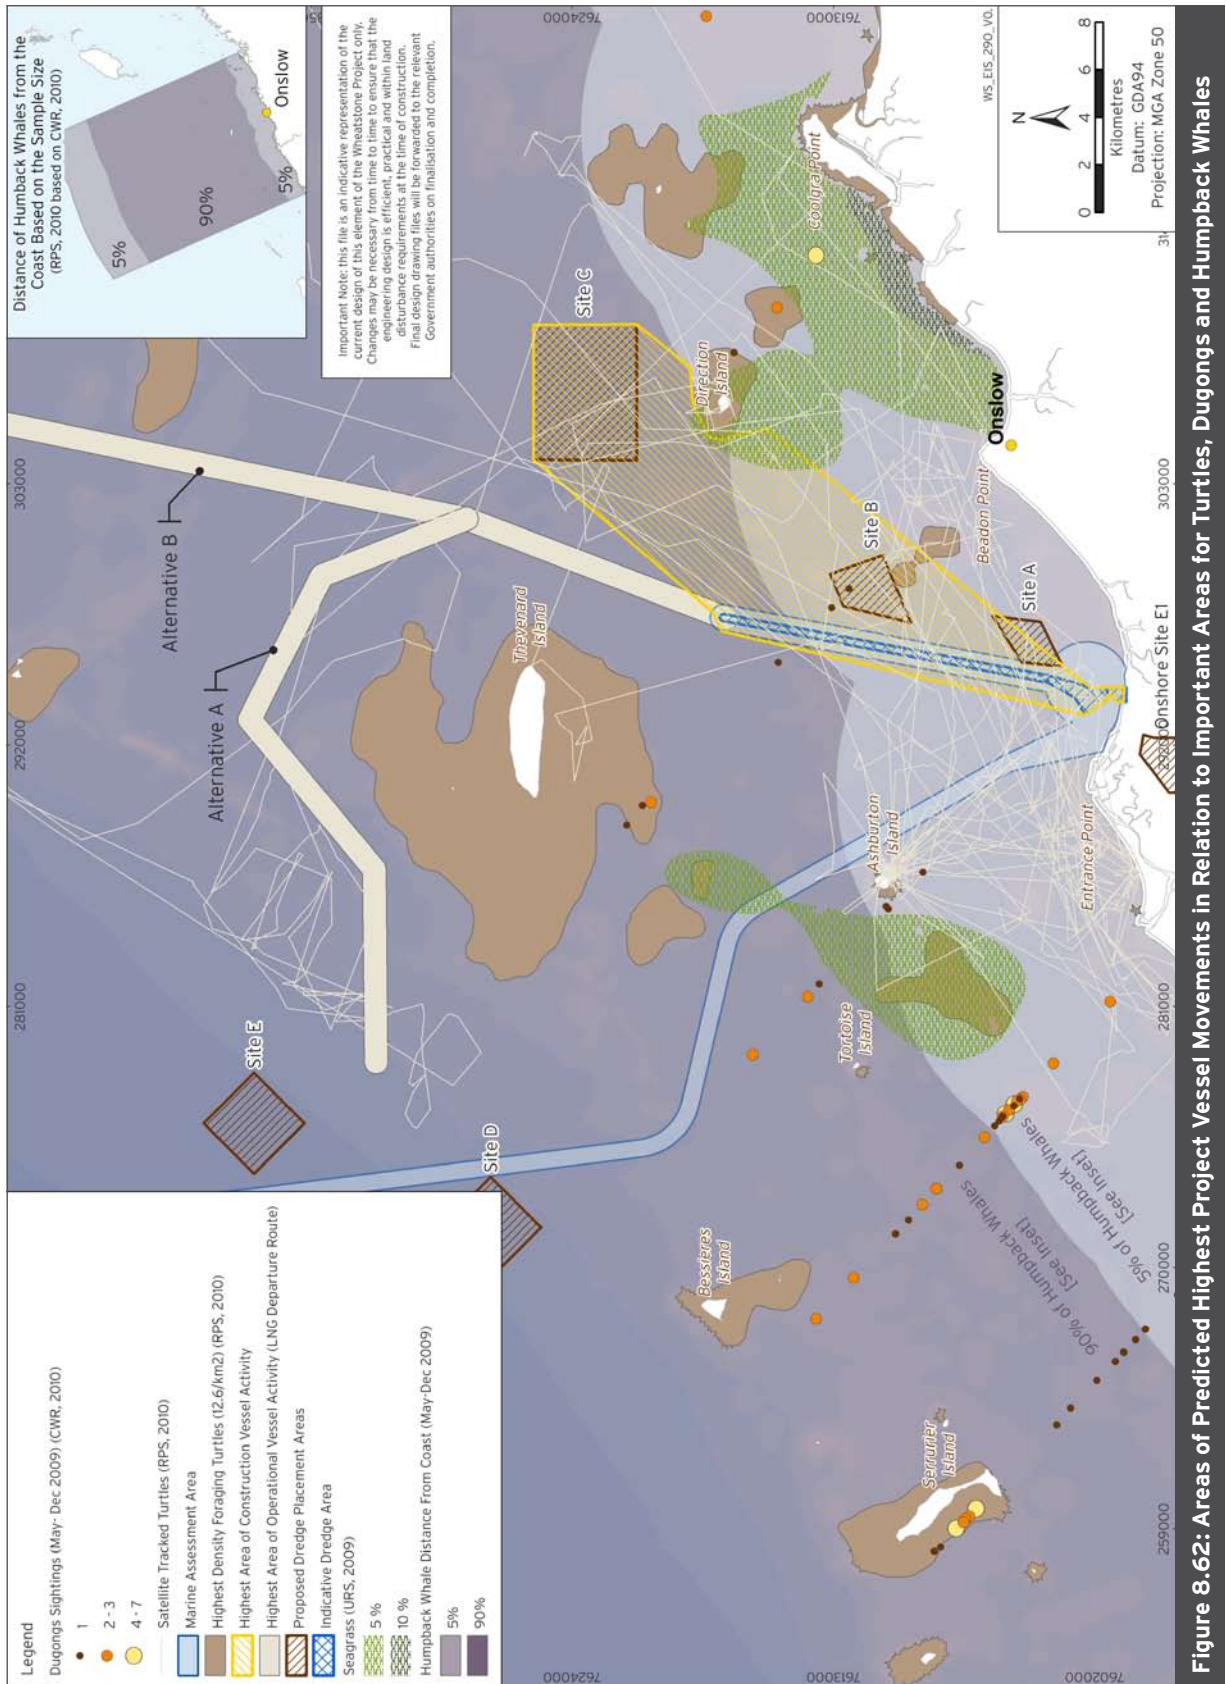 Distance of Humback Whales from the
Coast Based on the Sample Size
(RPS, 2010 based on CWR, 2010)
5%
90%
5%
Onslow
Important Note: this file is an indicative representation of the
current design of this element of the Wheatstone Project only.
Changes may be necessary from time to time to ensure that the
engineering design is efficient, practical and within land
disturbance requirements at the time of construction.
Final design drawing files will be forwarded to the relevant
Government authorities on finalisation and completion.
281000
292000
303000
7624000
7613000
Alternative B
Alternative A
Site E
Site D
Site C
Site B
Site A
Thevenard
Island
Direction
Island
Coolgra Point
Bessieres
Island
Tortoise
Island
Ashburton
Island
Serrurier
Island
Beadon Point
Entrance Point
Onslow
Onshore Site E1
90% of Humpback Whales
[See Inset]
5% of Humpback Whales
[See Inset]
Legend
Dugongs Sightings (May- Dec 2009) (CWR, 2010)
1
2 - 3
4 - 7
Satellite Tracked Turtles (RPS, 2010)
Marine Assessment Area
Highest Density Foraging Turtles (12.6/km2) (RPS, 2010)
Highest Area of Construction Vessel Activity
Highest Area of Operational Vessel Activity (LNG Departure Route)
Proposed Dredge Placement Areas
Indicative Dredge Area
Seagrass (URS, 2009)
5 %
10 %
Humpback Whale Distance From Coast (May-Dec 2009)
5%
90%
7624000
7613000
7602000
259000
270000
281000
WS_EIS_290_V0.
N
0 2 4 6 8
Kilometres
Datum: GDA94
Projection: MGA Zone 50
303000
Figure 8.62: Areas of Predicted Highest Project Vessel Movements in Relation to Important Areas for Turtles, Dugongs and Humpback Whales